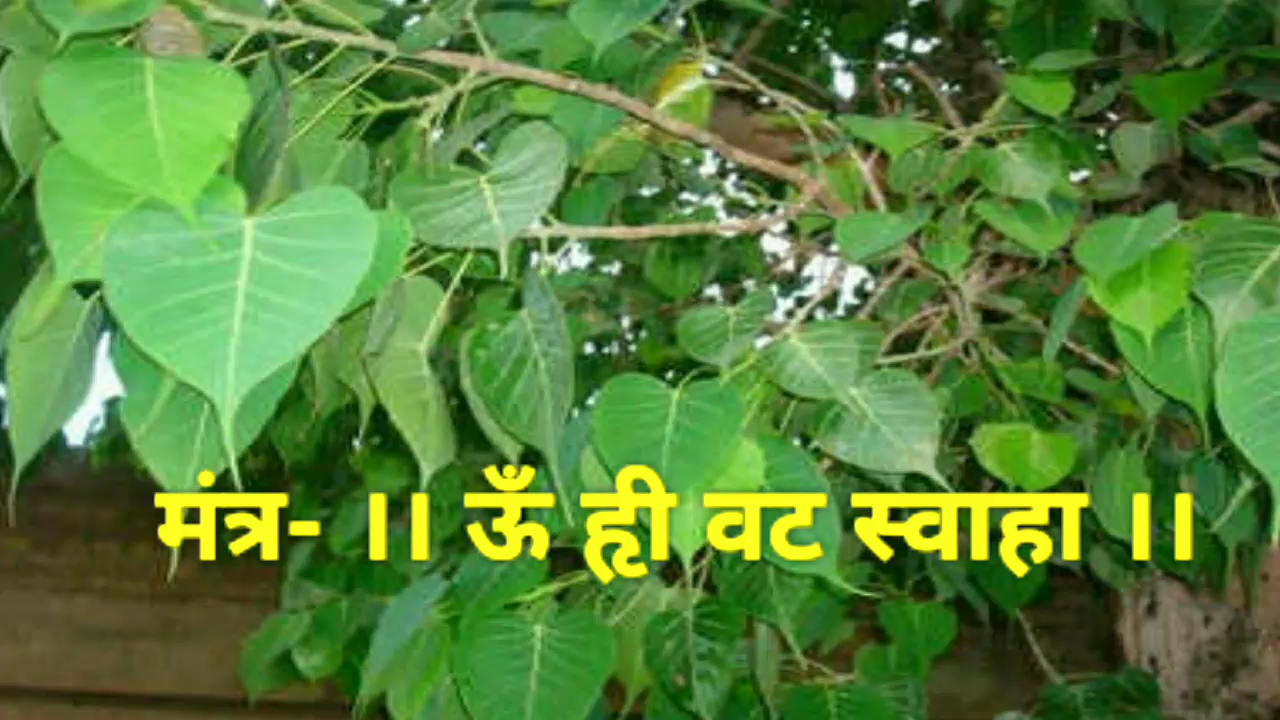 मंत्र- ।। ऊँ हृी वट स्वाहा ।।